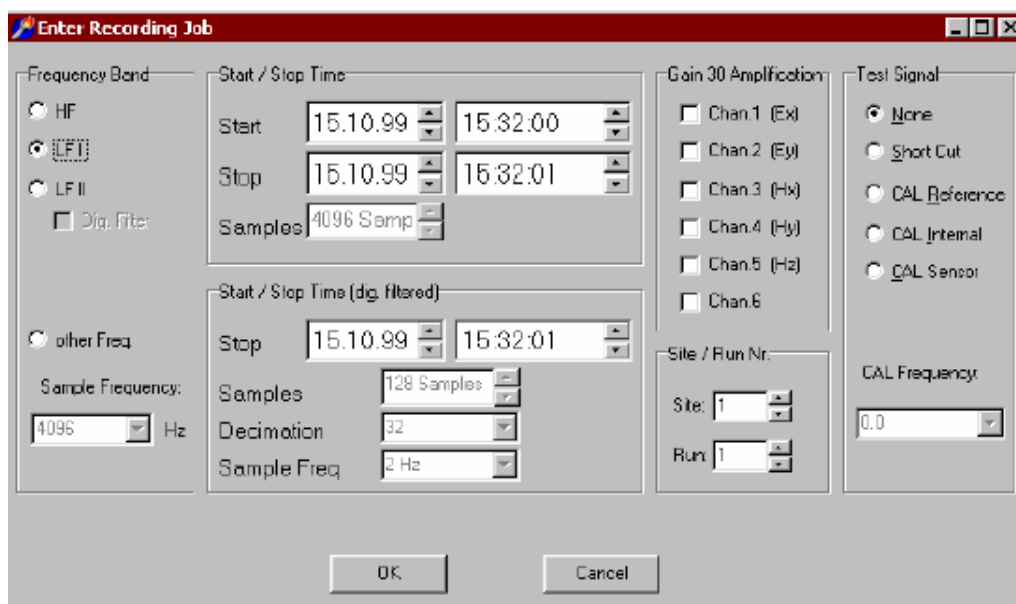 Enter Recording Job
Frequency Band
HF
LF I
LF II
Dig. Filter
other Freq.
Sample Frequency:
4096 Hz
Start / Stop Time
Start 15.10.99 15:32:00
Stop 15.10.99 15:32:01
Samples 4096 Samp
Start / Stop Time (dig. filtered)
Stop 15.10.99 15:32:01
Samples 128 Samples
Decimation 32
Sample Freq 2 Hz
Gain 30 Amplification
Chan.1 (Ex)
Chan.2 (Ey)
Chan.3 (Hx)
Chan.4 (Hy)
Chan.5 (Hz)
Chan.6
Site / Run Nr.
Site: 1
Run: 1
Test Signal
None
Short Cut
CAL Reference
CAL Internal
CAL Sensor
CAL Frequency:
0.0
OK
Cancel